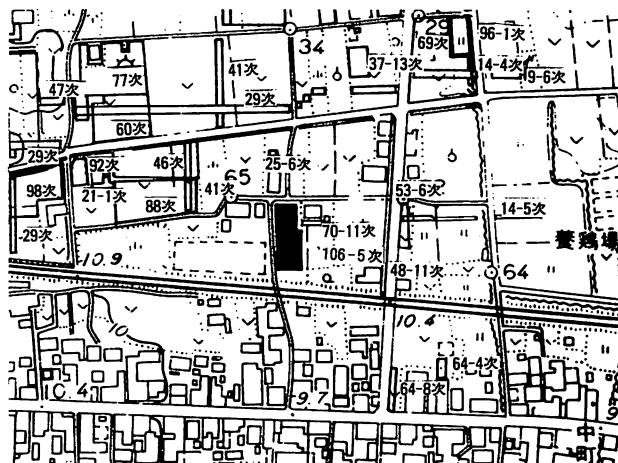 29
34
69次
96-1次
37-13次
14-4次
9-6次
41次
77次
47次
29次
60次
29次
92次
46次
25-6次
65
98次
21-1次
41次
53-6次
88次
14-5次
70-11次
29次
養鶏場
10.9
106-5次
48-11次
64
10.4
10
64-4次
64-8次
9.7